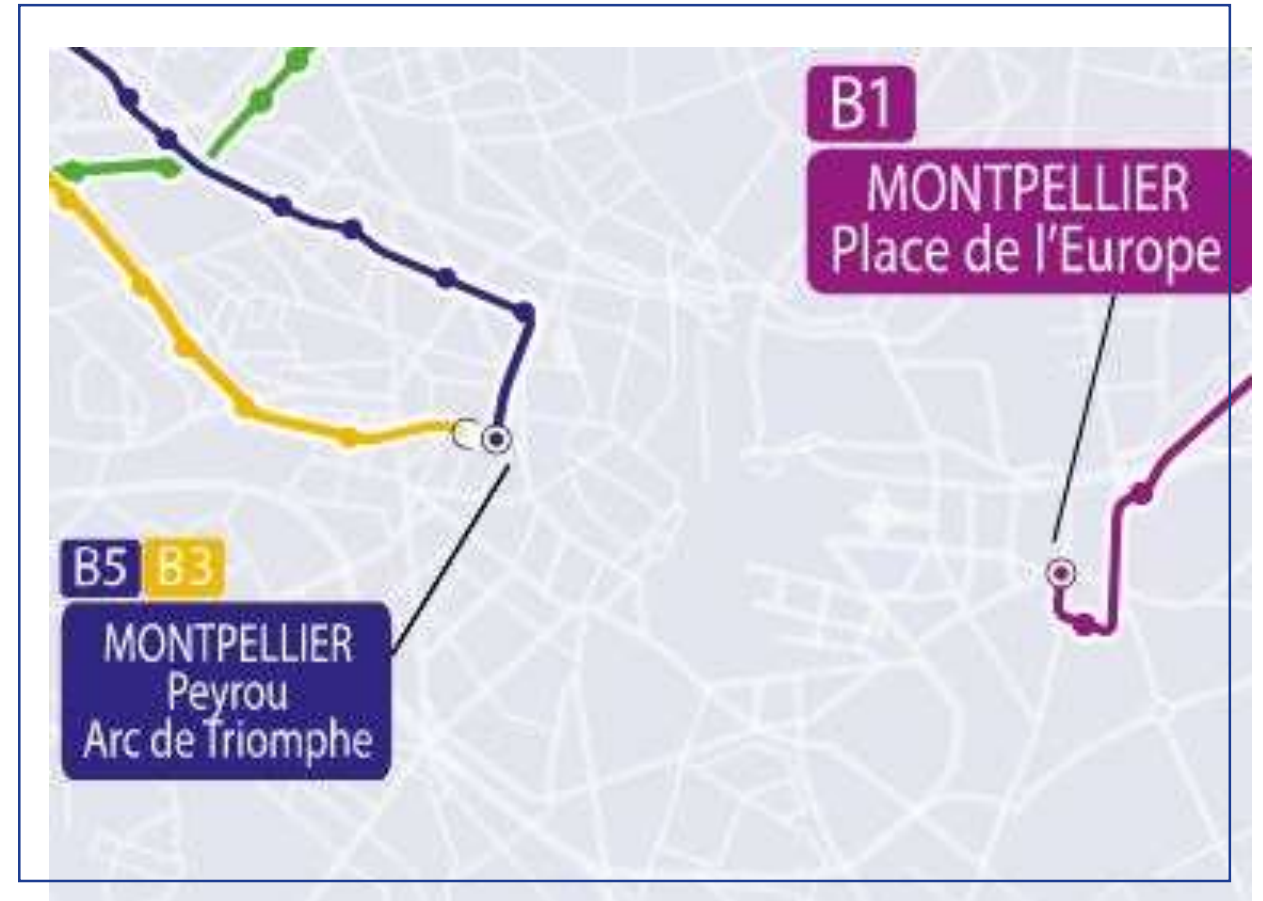 B1
MONTPELLIER
Place de l'Europe
B5 B3
MONTPELLIER
Peyrou
Arc de Triomphe